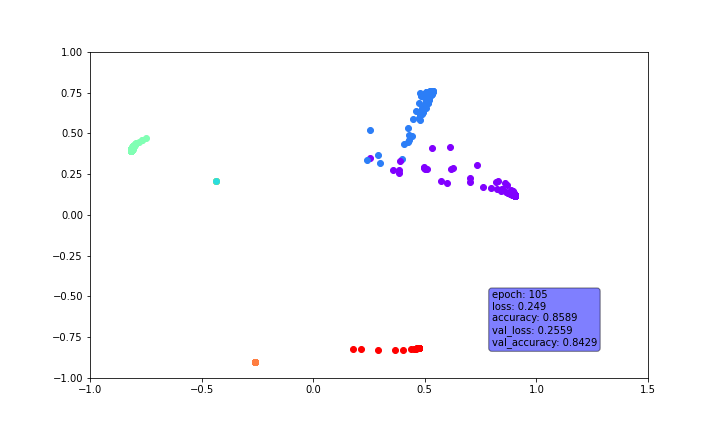 1.00
0.75
0.50
0.25
0.00
−0.25
−0.50
−0.75
−1.00
epoch: 105
loss: 0.249
accuracy: 0.8589
val_loss: 0.2559
val_accuracy: 0.8429
−1.0 −0.5 0.0 0.5 1.0 1.5